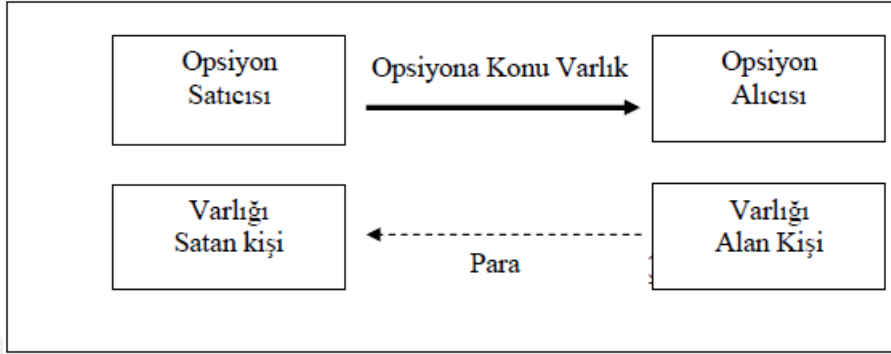 Opsiyon
Satıcısı
Opsiyona Konu Varlık
Opsiyon
Alıcısı
Varlığı
Satan kişi
Para
Varlığı
Alan Kişi